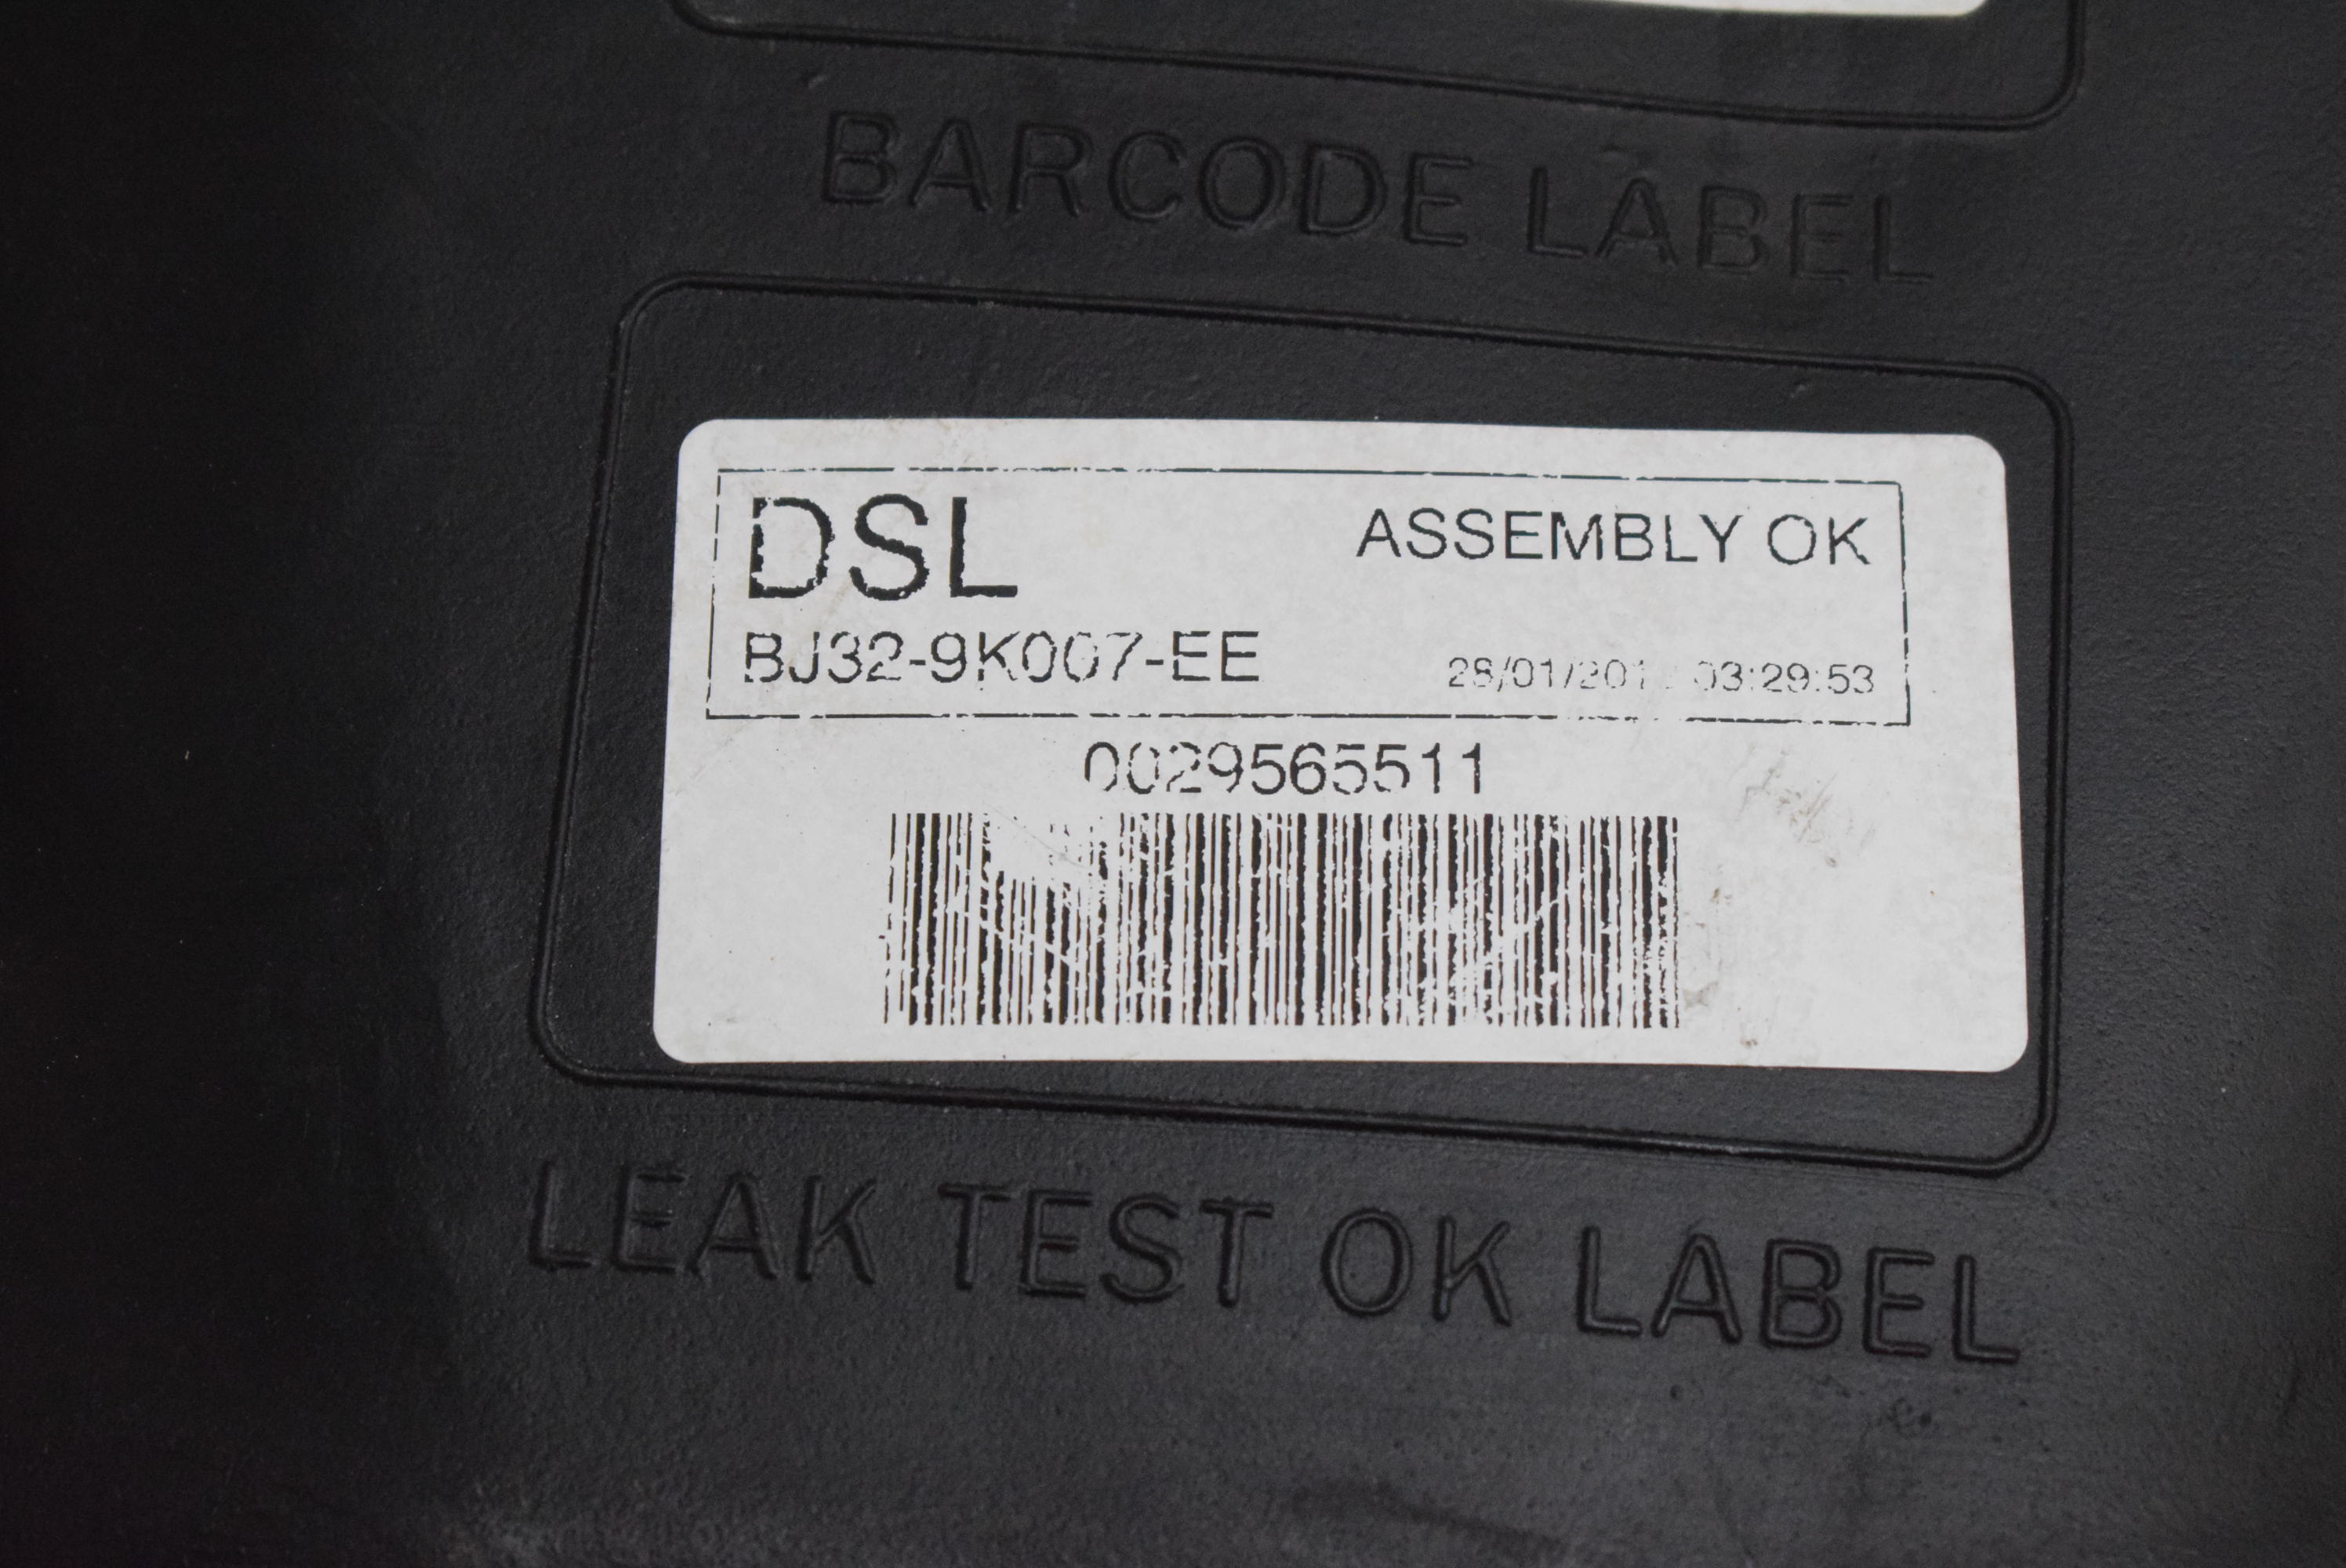 BARCODE LABEL
DSL
ASSEMBLY OK
BJ32-9K007-EE
03:29:53
0029565511
LEAK TEST OK LABEL